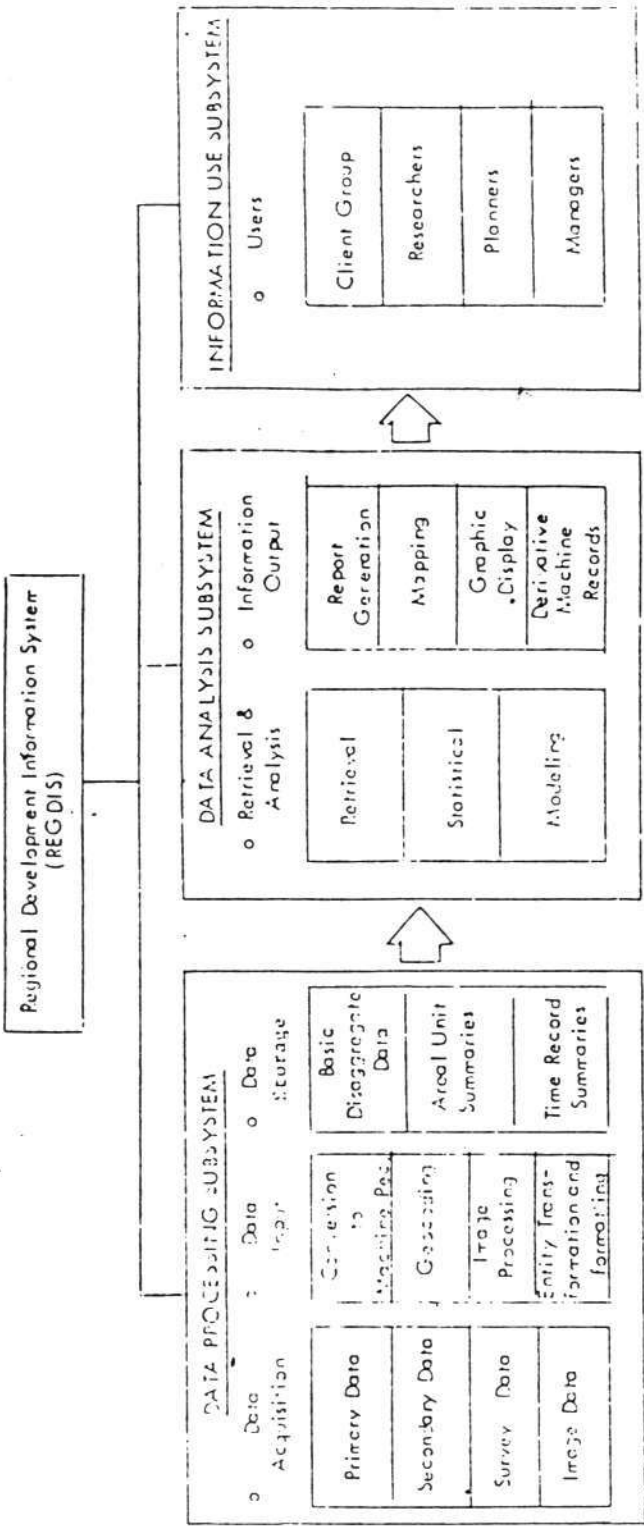 Regional Development Information System
(REGDIS)
DATA PROCESSING SUBSYSTEM
o Data
Acquisition
Primary Data
Secondary Data
Survey Data
Image Data
o Data
Input
Conversion
to
Machine Rec.
Geocoding
Image
Processing
Entity Trans-
formation and
formatting
o Data
Storage
Basic
Disaggregate
Data
Areal Unit
Summaries
Time Record
Summaries
DATA ANALYSIS SUBSYSTEM
o Retrieval &
Analysis
Retrieval
Statistical
Modeling
o Information
Output
Report
Generation
Mapping
Graphic
Display
Derivative
Machine
Records
INFORMATION USE SUBSYSTEM
o Users
Client Group
Researchers
Planners
Managers